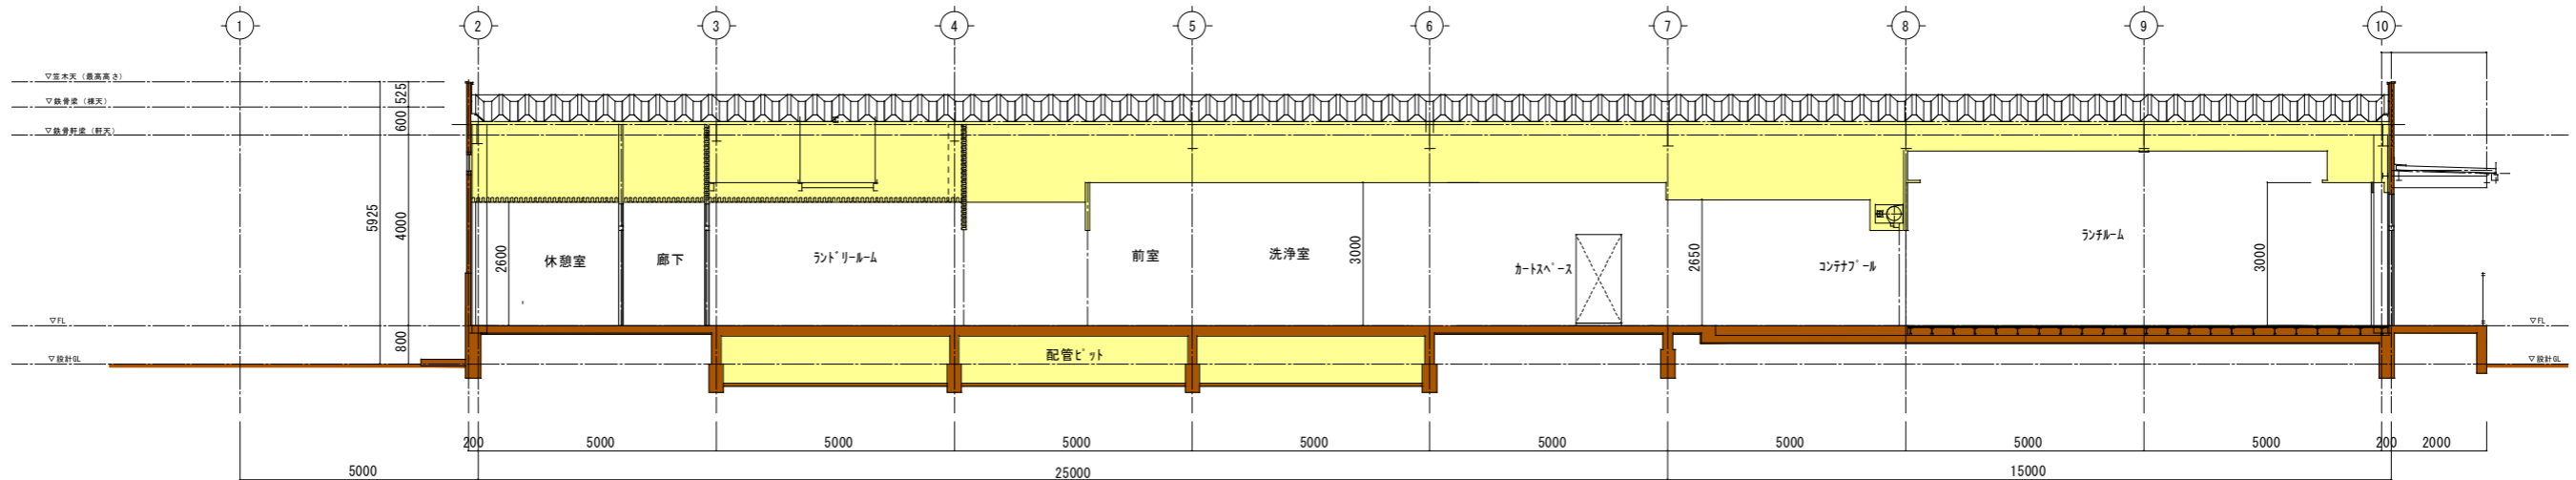 1 2 3 4 5 6 7 8 9 10
▽笠木天(最高高さ)
▽鉄骨梁(棟天)
▽鉄骨軒梁(軒天)
525
600
5925
4000
2600
休憩室
廊下
ランドリールーム
前室
洗浄室
3000
カートスペース
2650
コンテナプール
ランチルーム
3000
▽FL
▽FL
800
配管ピット
▽設計GL
▽設計GL
200 5000 5000 5000 5000 5000 5000 5000 5000 200 2000
5000 25000 15000